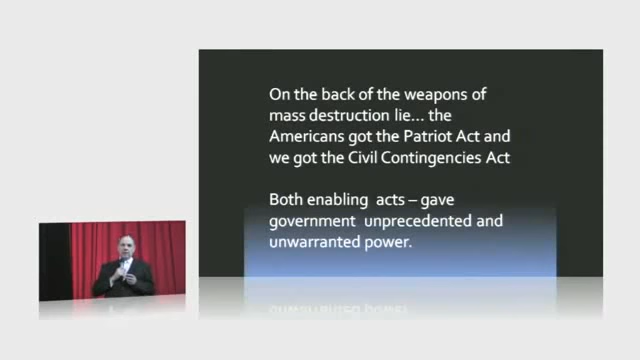 On the back of the weapons of
mass destruction lie... the
Americans got the Patriot Act and
we got the Civil Contingencies Act
Both enabling acts – gave
government unprecedented and
unwarranted power.